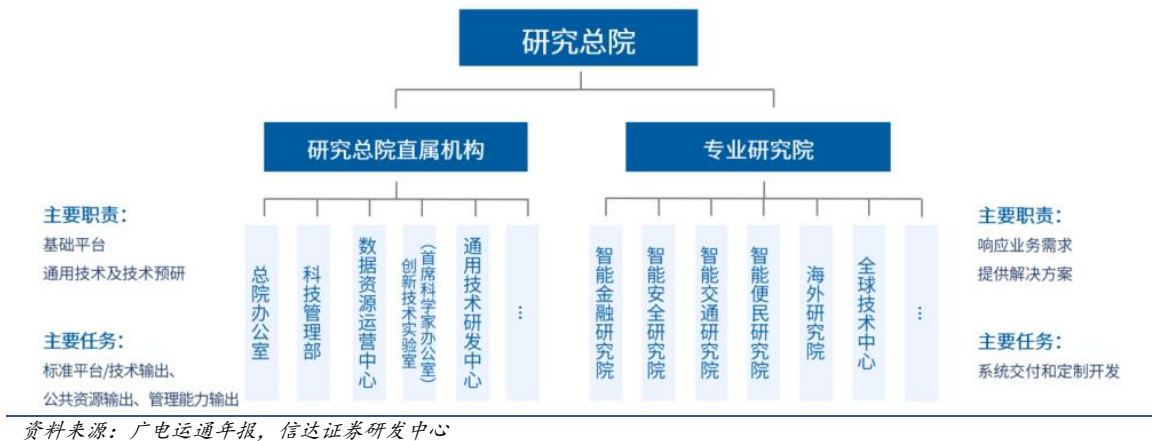 研究总院
研究总院直属机构
专业研究院
主要职责：
基础平台
通用技术及技术预研
主要任务：
标准平台/技术输出、
公共资源输出、管理能力输出
总院办公室
科技管理部
数据资源运营中心
（首席科学家办公室）
创新技术实验室
通用技术研发中心
...
智能金融研究院
智能安全研究院
智能交通研究院
智能便民研究院
海外研究院
全球技术中心
...
主要职责：
响应业务需求
提供解决方案
主要任务：
系统交付和定制开发
资料来源：广电运通年报，信达证券研发中心